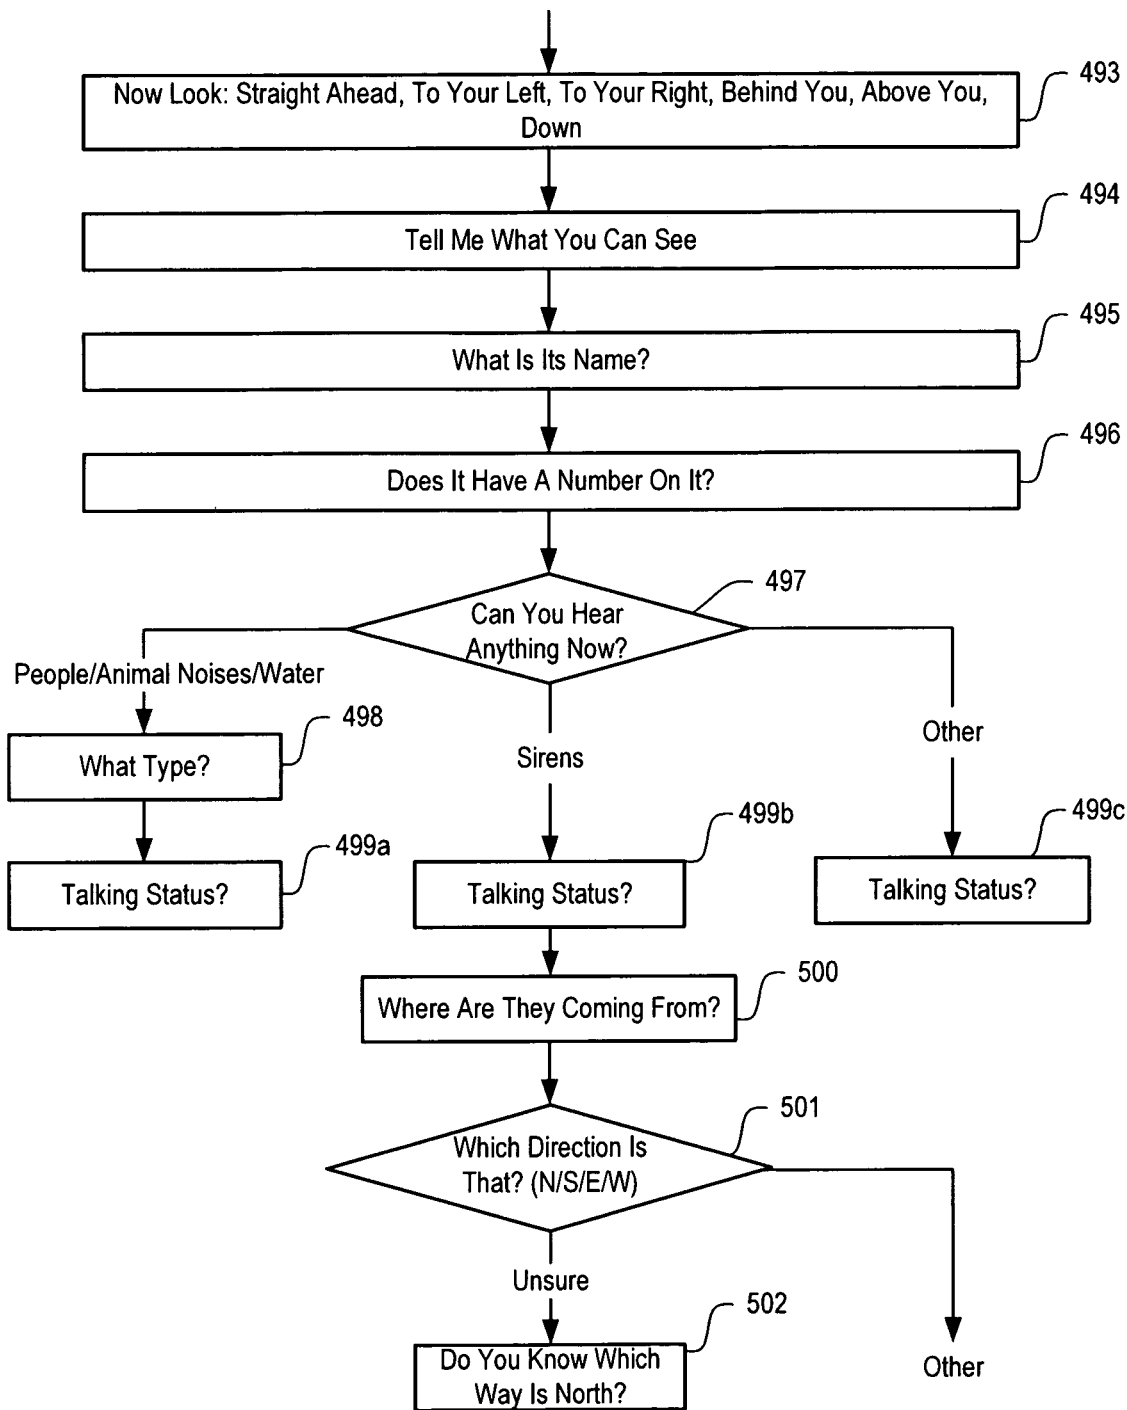 493
Now Look: Straight Ahead, To Your Left, To Your Right, Behind You, Above You,
Down
494
Tell Me What You Can See
495
What Is Its Name?
496
Does It Have A Number On It?
497
Can You Hear
Anything Now?
People/Animal Noises/Water
498
What Type?
Sirens
Other
499a
Talking Status?
499b
Talking Status?
499c
Talking Status?
500
Where Are They Coming From?
501
Which Direction Is
That? (N/S/E/W)
Unsure
502
Do You Know Which
Way Is North?
Other